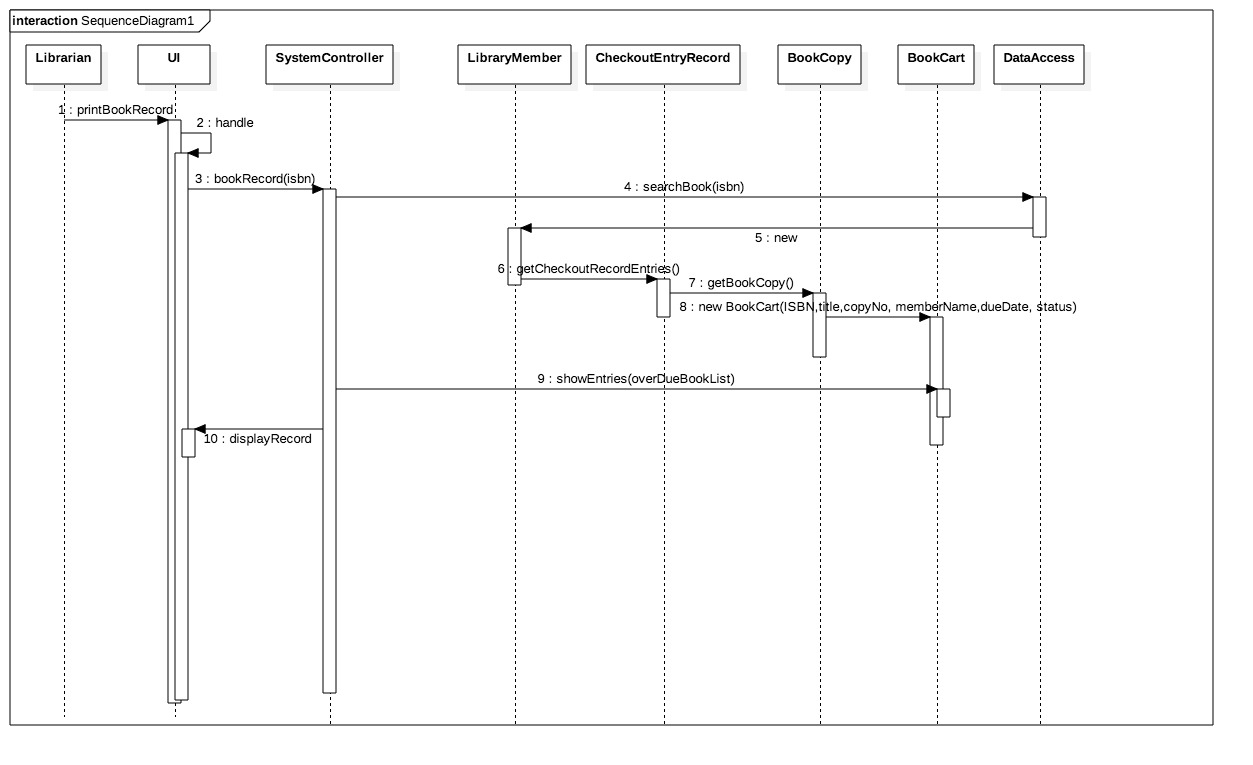 interaction SequenceDiagram1
Librarian
UI
SystemController
LibraryMember
CheckoutEntryRecord
BookCopy
BookCart
DataAccess
1 : printBookRecord
2 : handle
3 : bookRecord(isbn)
4 : searchBook(isbn)
5 : new
6 : getCheckoutRecordEntries()
7 : getBookCopy()
8 : new BookCart(ISBN,title,copyNo, memberName,dueDate, status)
9 : showEntries(overDueBookList)
10 : displayRecord